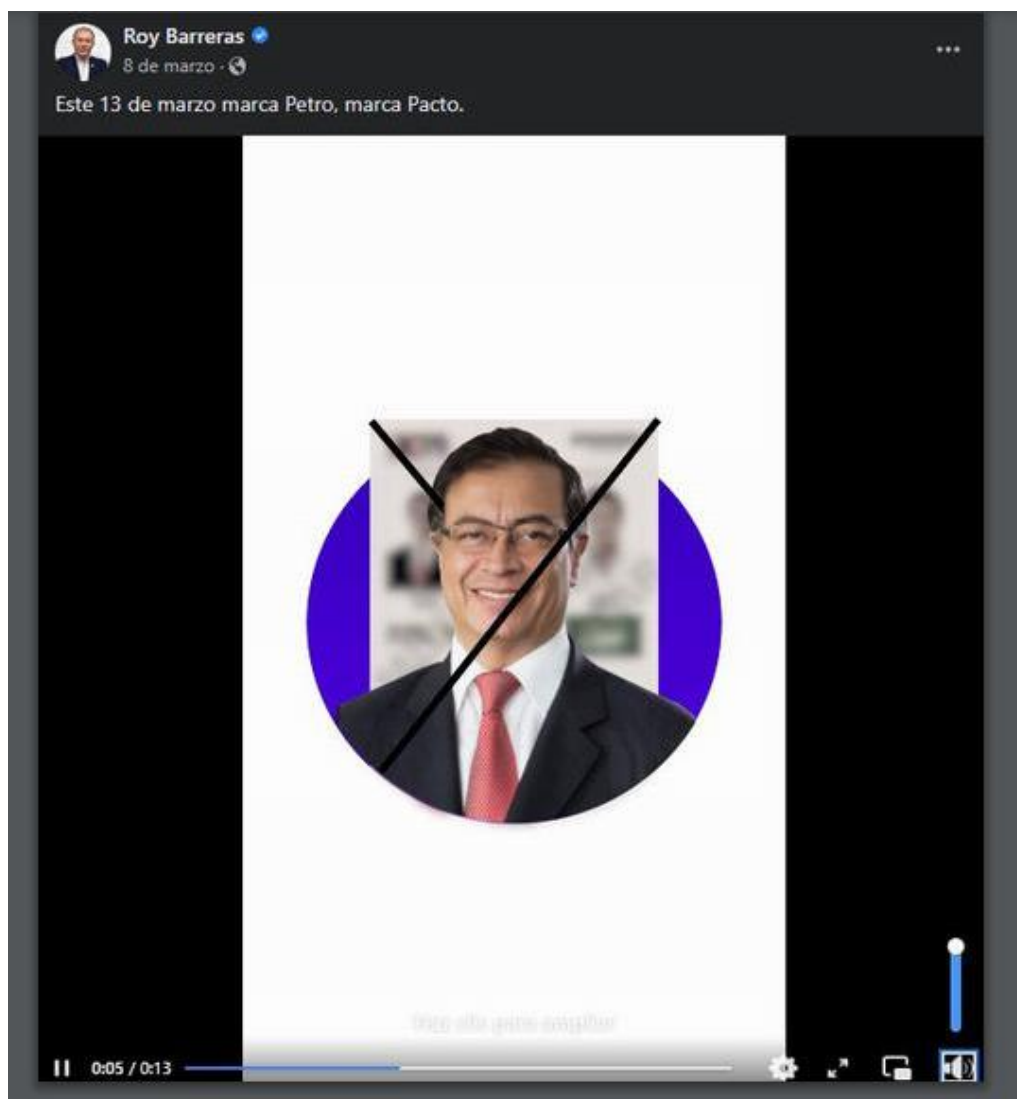 Roy Barreras
8 de marzo
Este 13 de marzo marca Petro, marca Pacto.
0:05 / 0:13